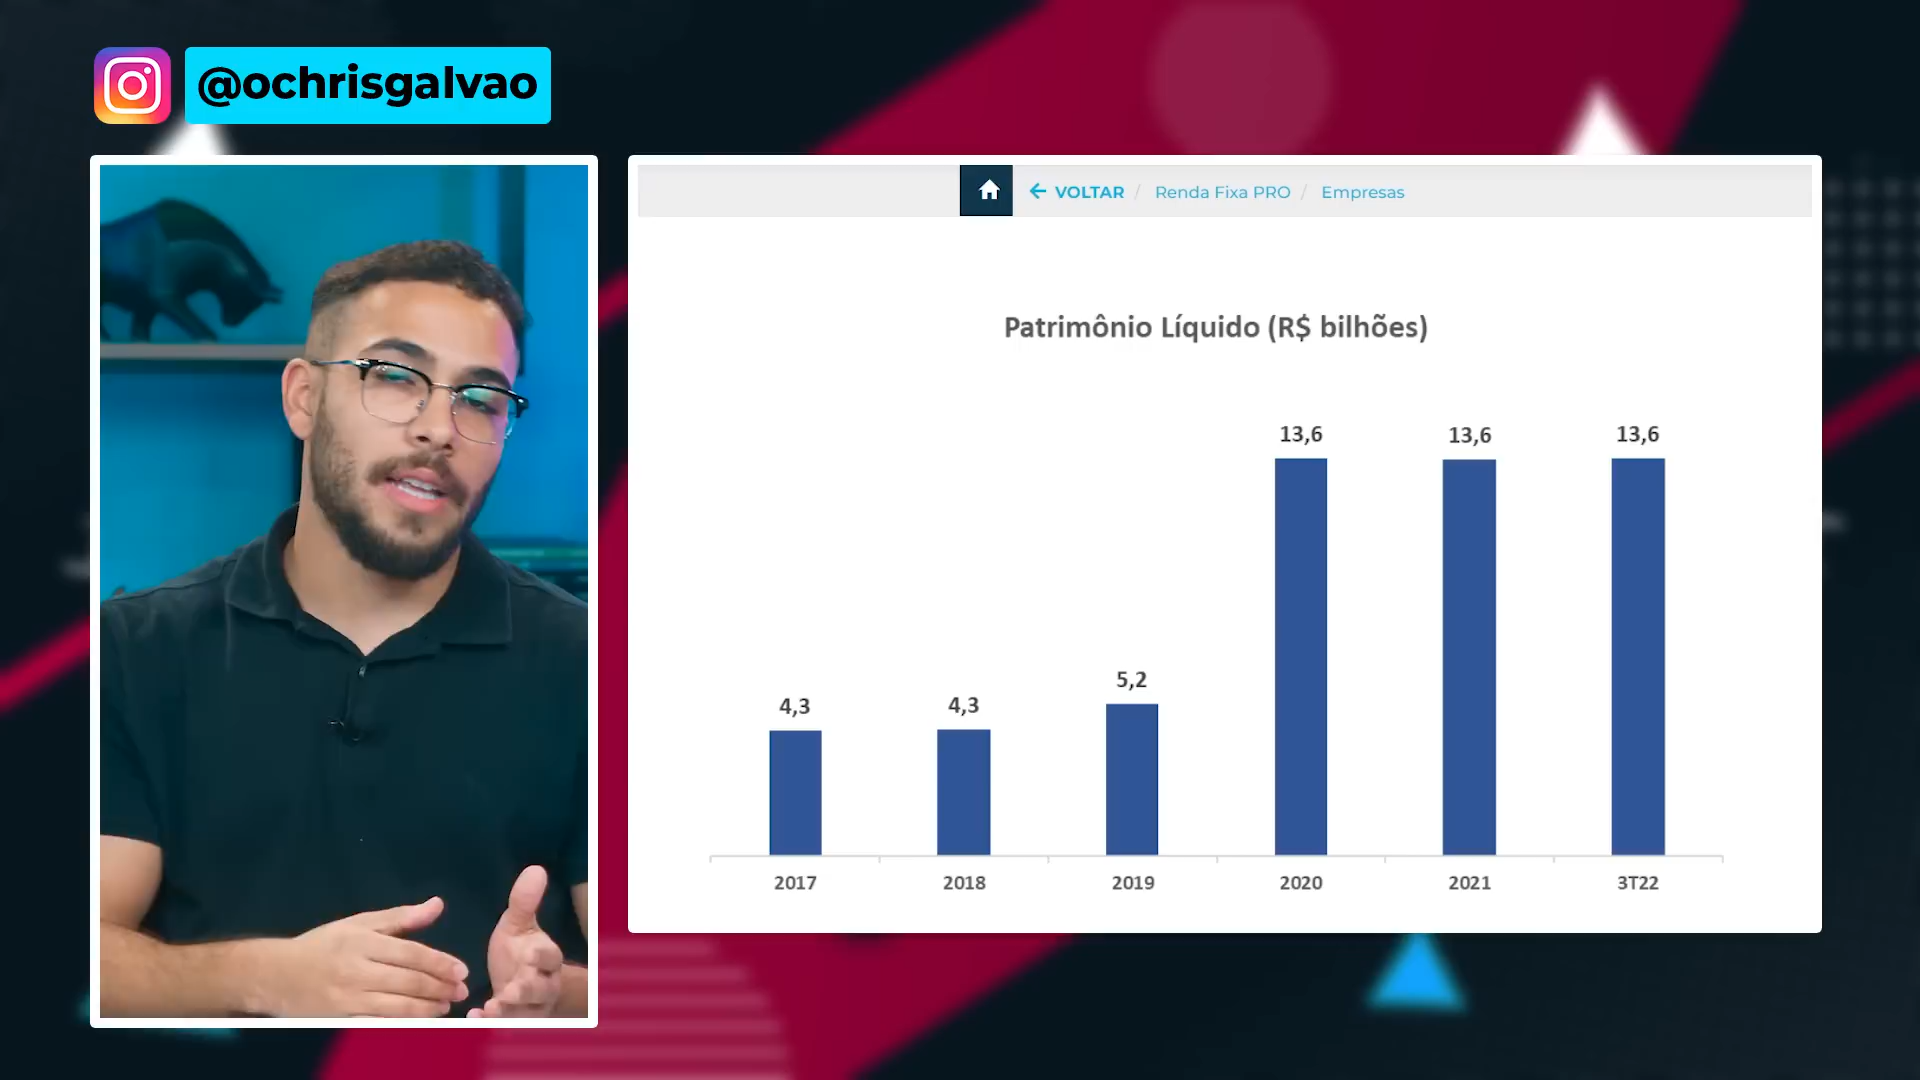 @ochrisgalvao
VOLTAR / Renda Fixa PRO / Empresas
Patrimônio Líquido (R$ bilhões)
4,3 4,3 5,2 13,6 13,6 13,6
2017 2018 2019 2020 2021 3T22